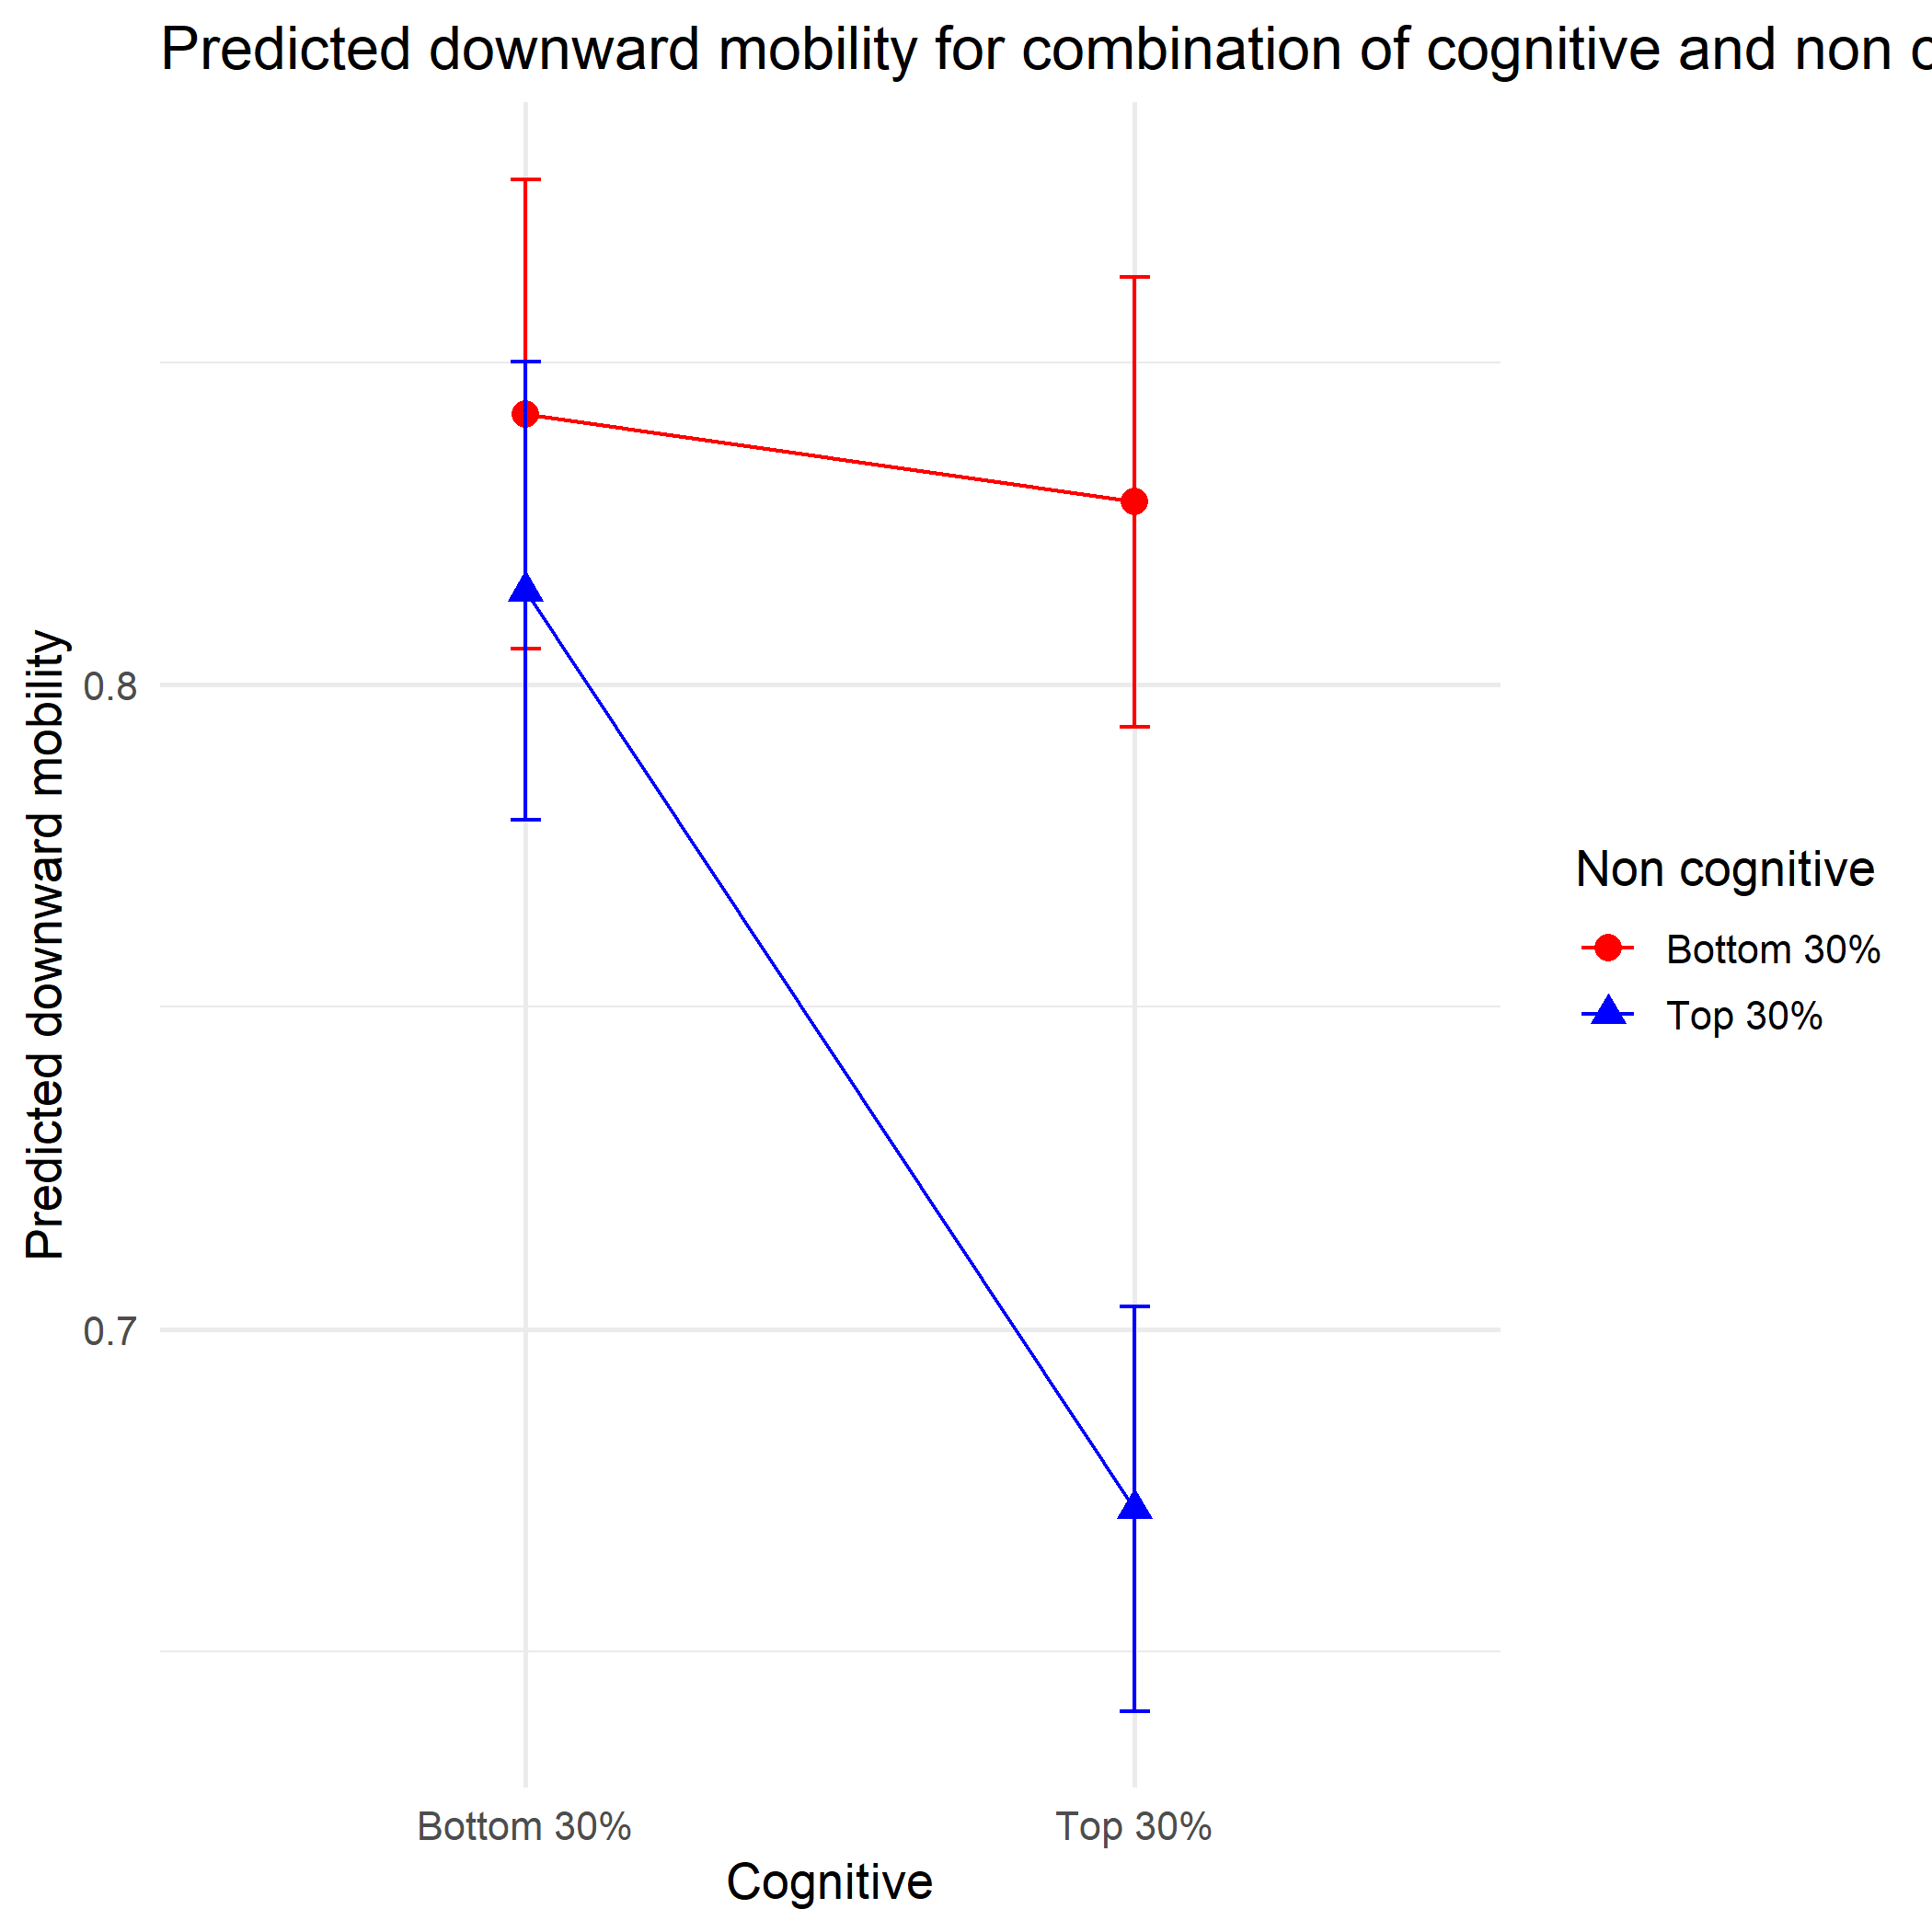 Predicted downward mobility for combination of cognitive and non
Predicted downward mobility
0.8
0.7
Bottom 30%
Top 30%
Cognitive
Non cognitive
Bottom 30%
Top 30%